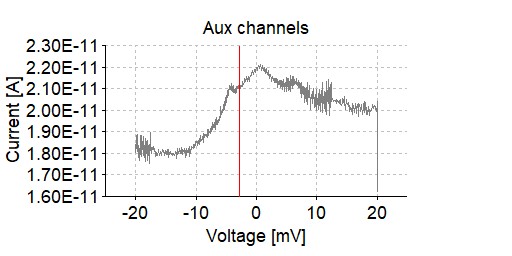 Aux channels
2.30E-11
2.20E-11
2.10E-11
2.00E-11
1.90E-11
1.80E-11
1.70E-11
1.60E-11
Current [A]
-20 -10 0 10 20
Voltage [mV]